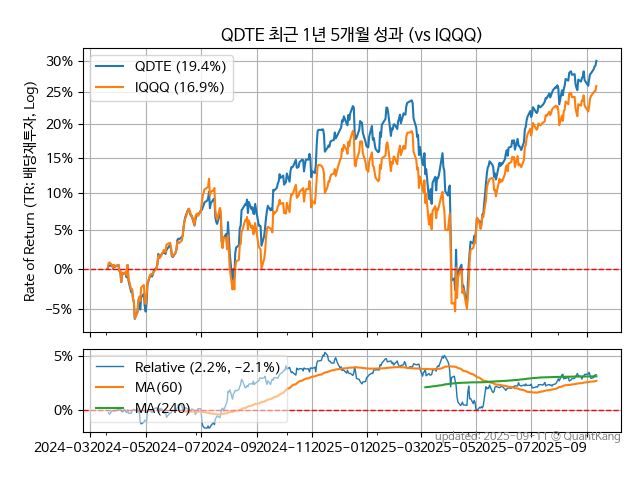 QDTE 최근 1년 5개월 성과 (vs IQQQ)
Rate of Return (TR: 배당재투자, Log)
30%
25%
20%
15%
10%
5%
0%
−5%
QDTE (19.4%)
IQQQ (16.9%)
5%
0%
Relative (2.2%, −2.1%)
MA(60)
MA(240)
2024−03 2024−05 2024−07 2024−09 2024−11 2025−01 2025−03 2025−05 2025−07 2025−09
updated: 2025−09−11 © QuantKang